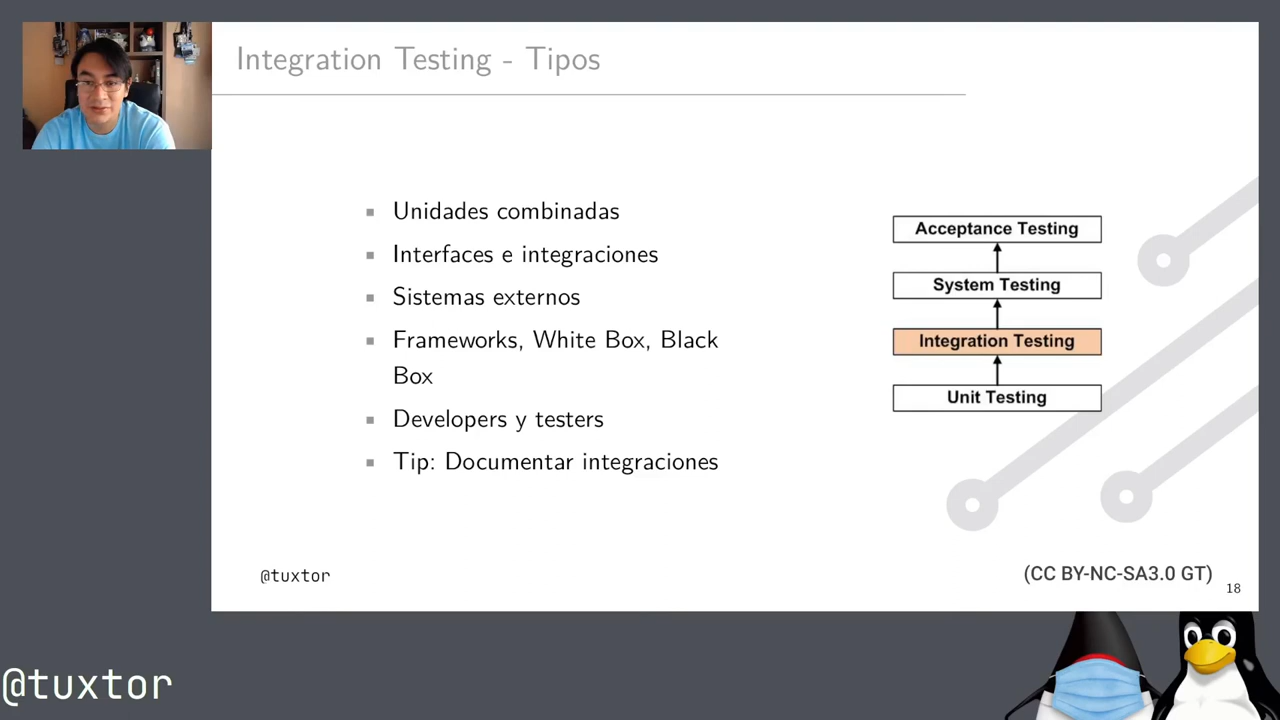 Integration Testing - Tipos
Unidades combinadas
Interfaces e integraciones
Sistemas externos
Frameworks, White Box, Black
Box
Developers y testers
Tip: Documentar integraciones
Acceptance Testing
System Testing
Integration Testing
Unit Testing
@tuxtor
(CC BY-NC-SA3.0 GT)
18
@tuxtor